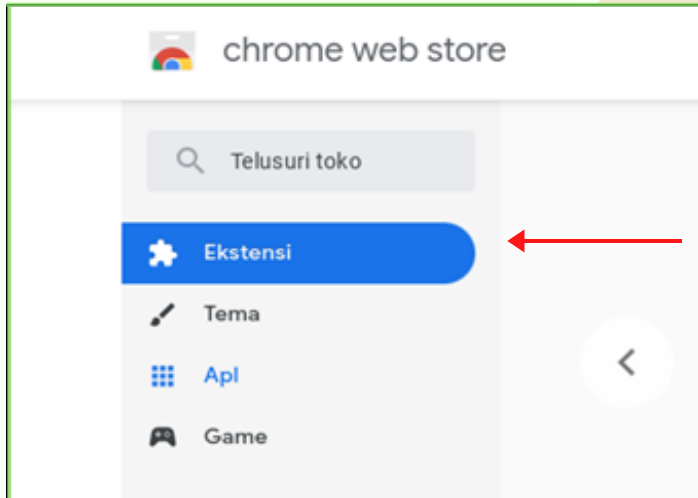 chrome web store
Telusuri toko
Ekstensi
Tema
Apl
Game